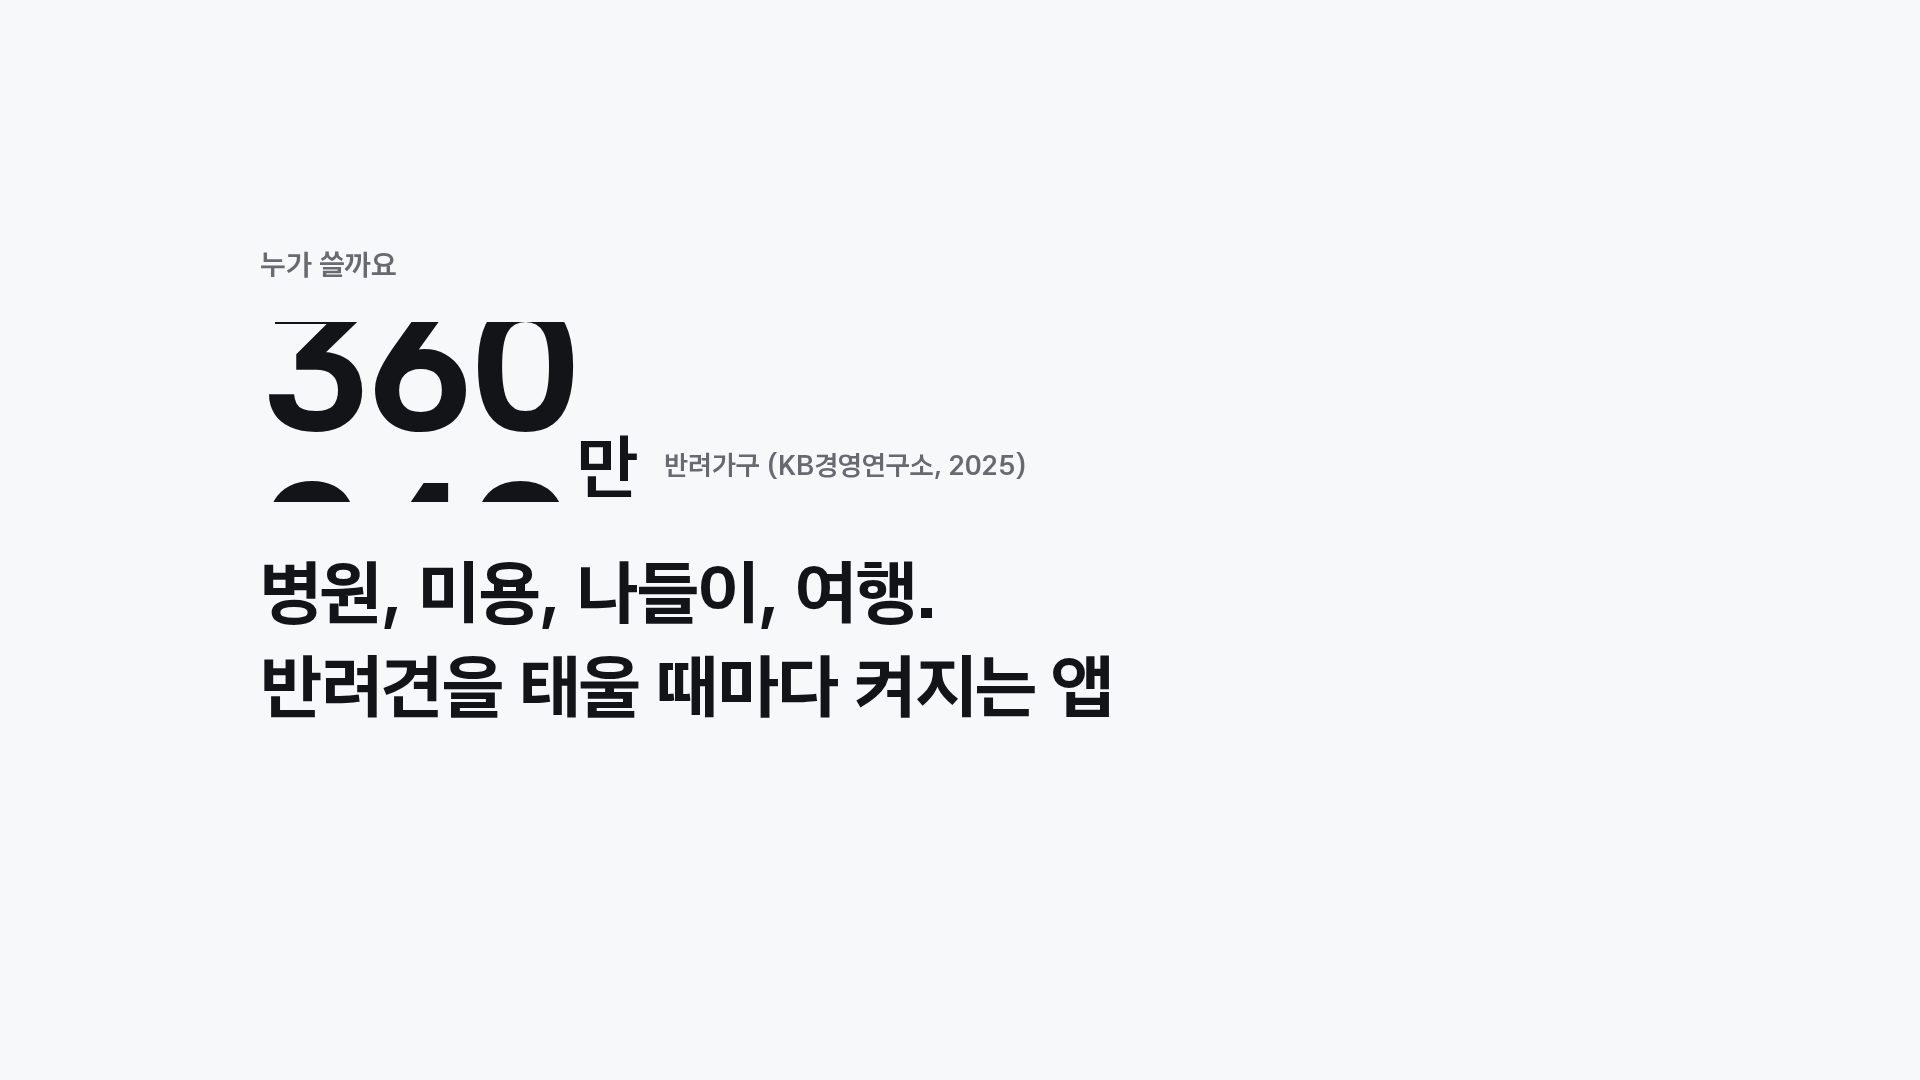 누가 쓸까요
360
만 반려가구 (KB경영연구소, 2025)
병원, 미용, 나들이, 여행.
반려견을 태울 때마다 켜지는 앱